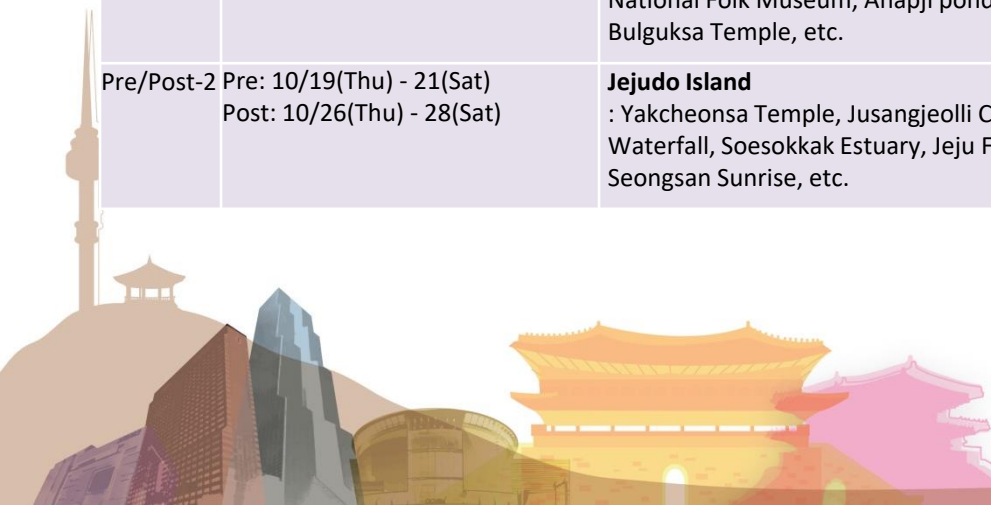 National Folk Museum, Anapji pond
Bulguksa Temple, etc.
Pre/Post-2 Pre: 10/19(Thu) - 21(Sat) Jejudo Island
Post: 10/26(Thu) - 28(Sat) : Yakcheonsa Temple, Jusangjeolli
Waterfall, Soesokkak Estuary, Jeju
Seongsan Sunrise, etc.